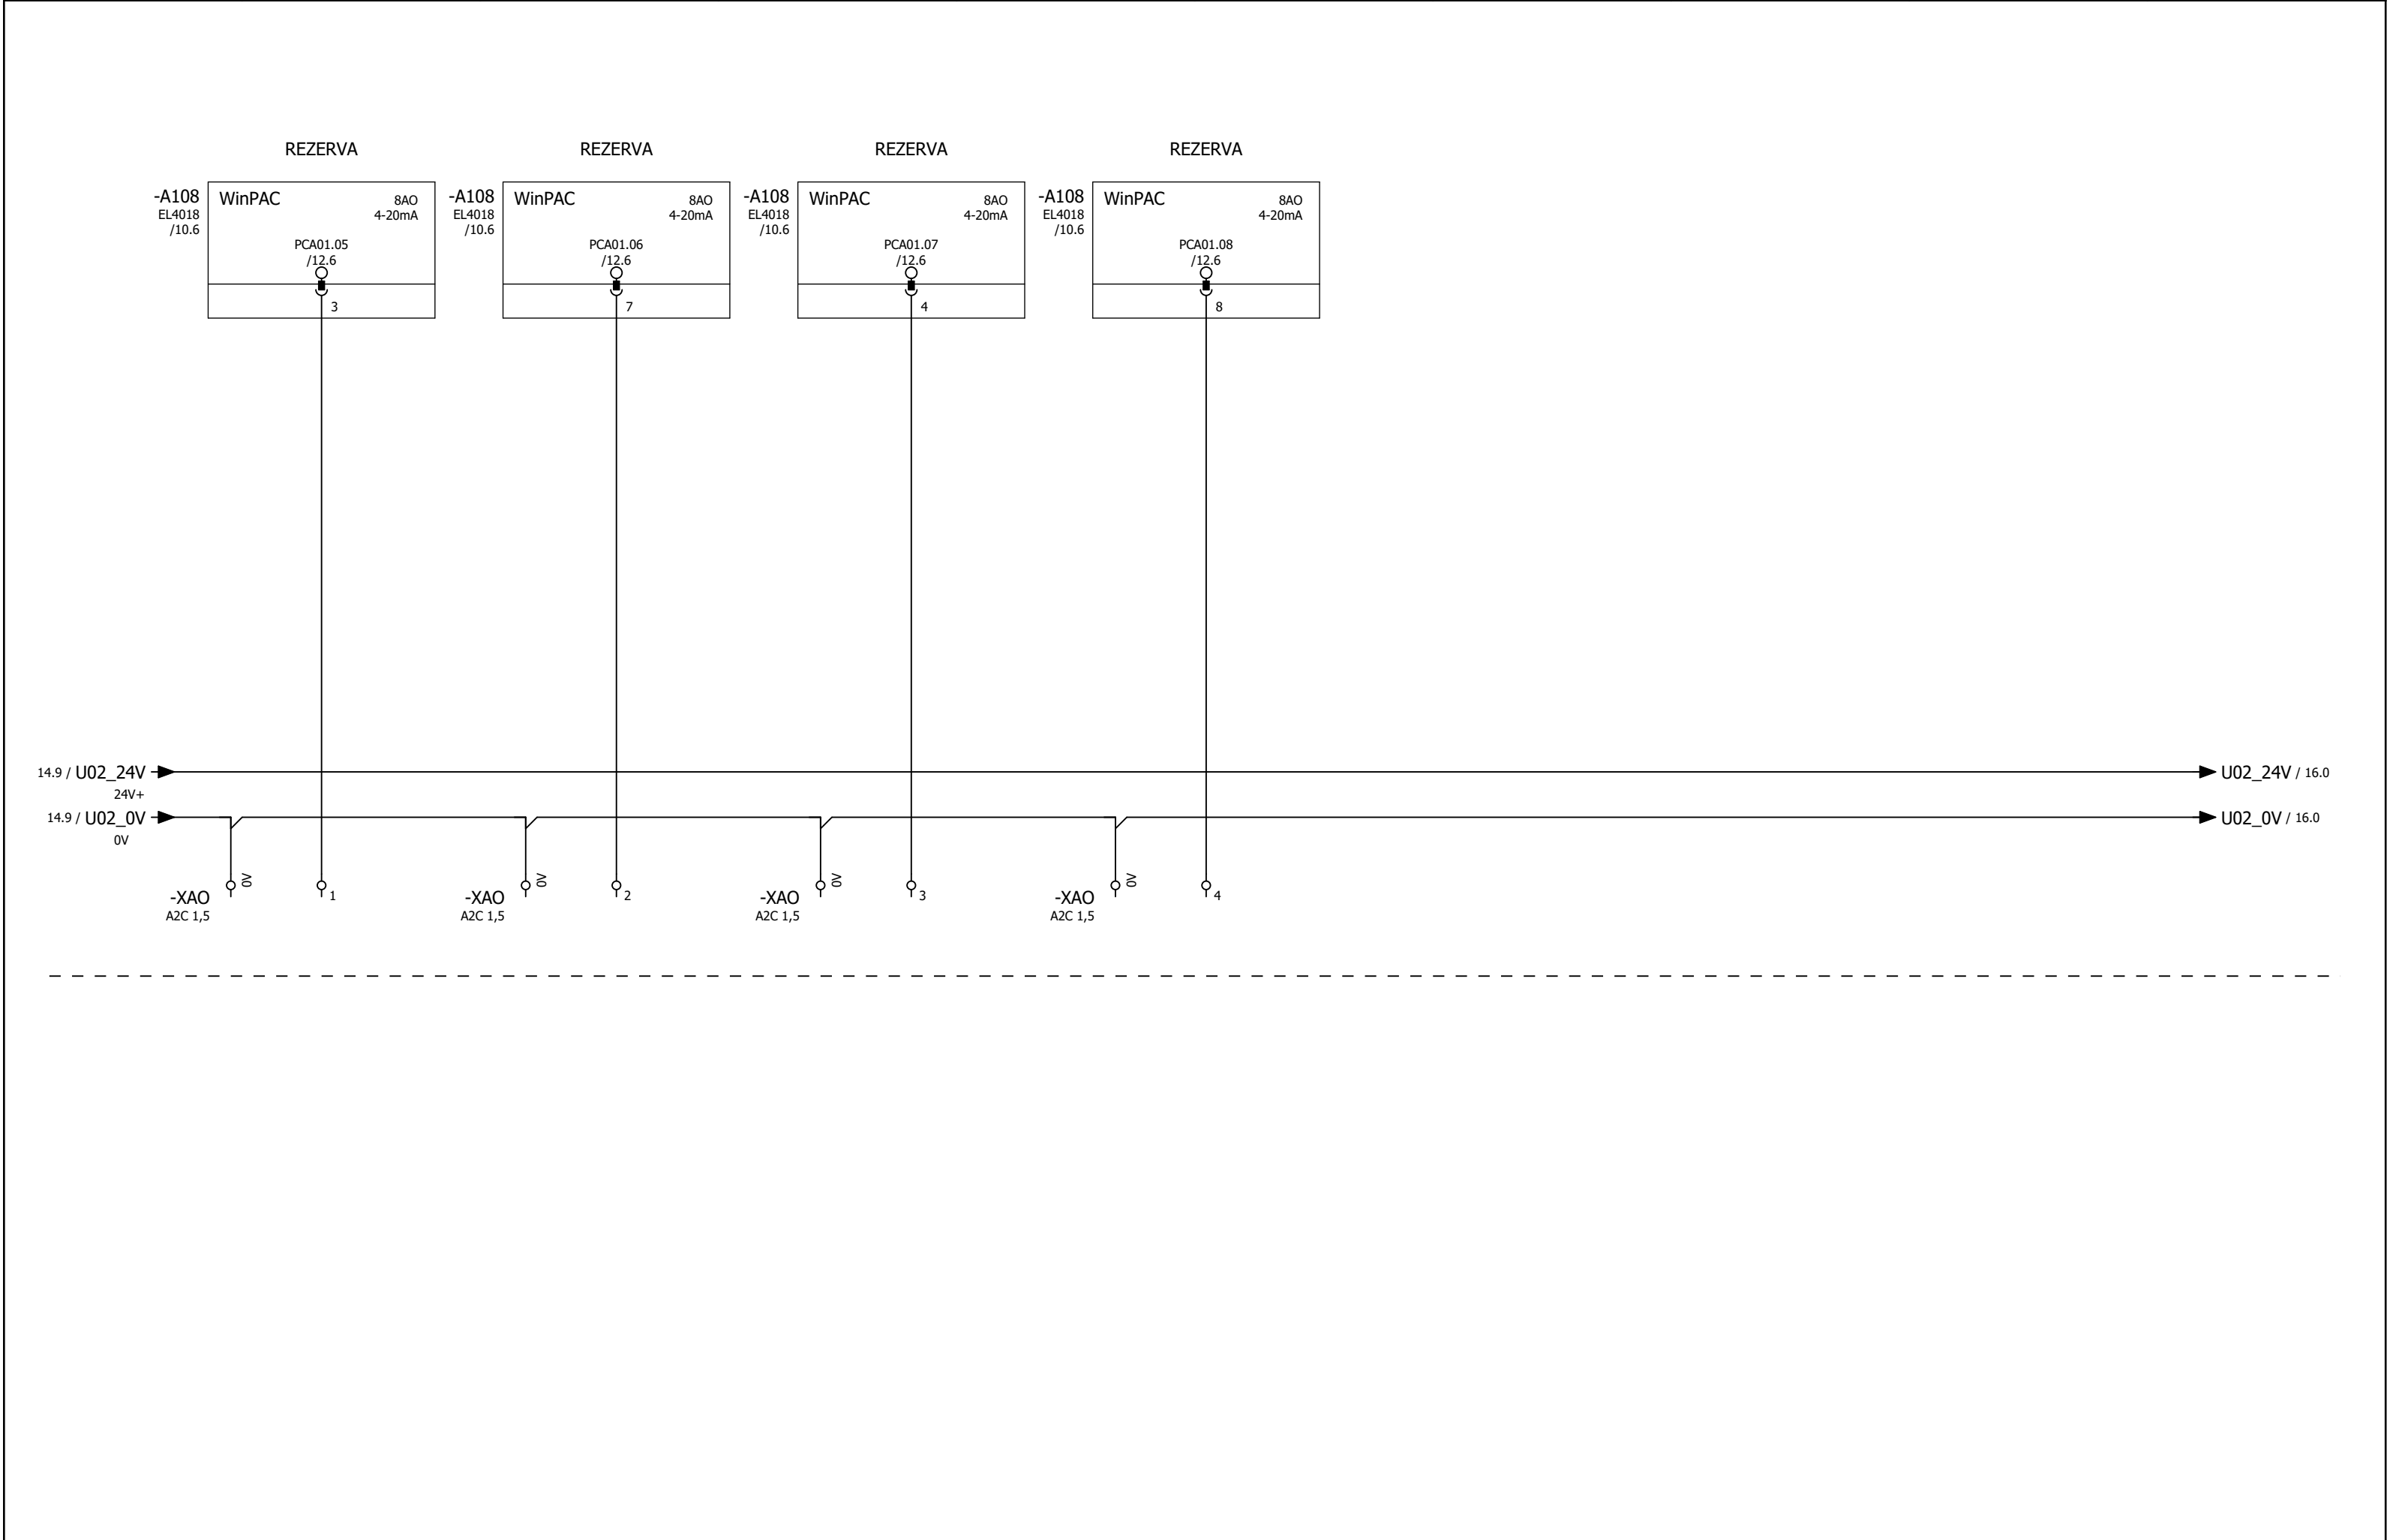 REZERVA
REZERVA
REZERVA
REZERVA
-A108
EL4018
/10.6
WinPAC
8AO
4-20mA
PCA01.05
/12.6
3
-A108
EL4018
/10.6
WinPAC
8AO
4-20mA
PCA01.06
/12.6
7
-A108
EL4018
/10.6
WinPAC
8AO
4-20mA
PCA01.07
/12.6
4
-A108
EL4018
/10.6
WinPAC
8AO
4-20mA
PCA01.08
/12.6
8
14.9 / U02_24V
24V+
U02_24V / 16.0
14.9 / U02_0V
0V
U02_0V / 16.0
-XAO
A2C 1,5
0V
1
-XAO
A2C 1,5
0V
2
-XAO
A2C 1,5
0V
3
-XAO
A2C 1,5
0V
4